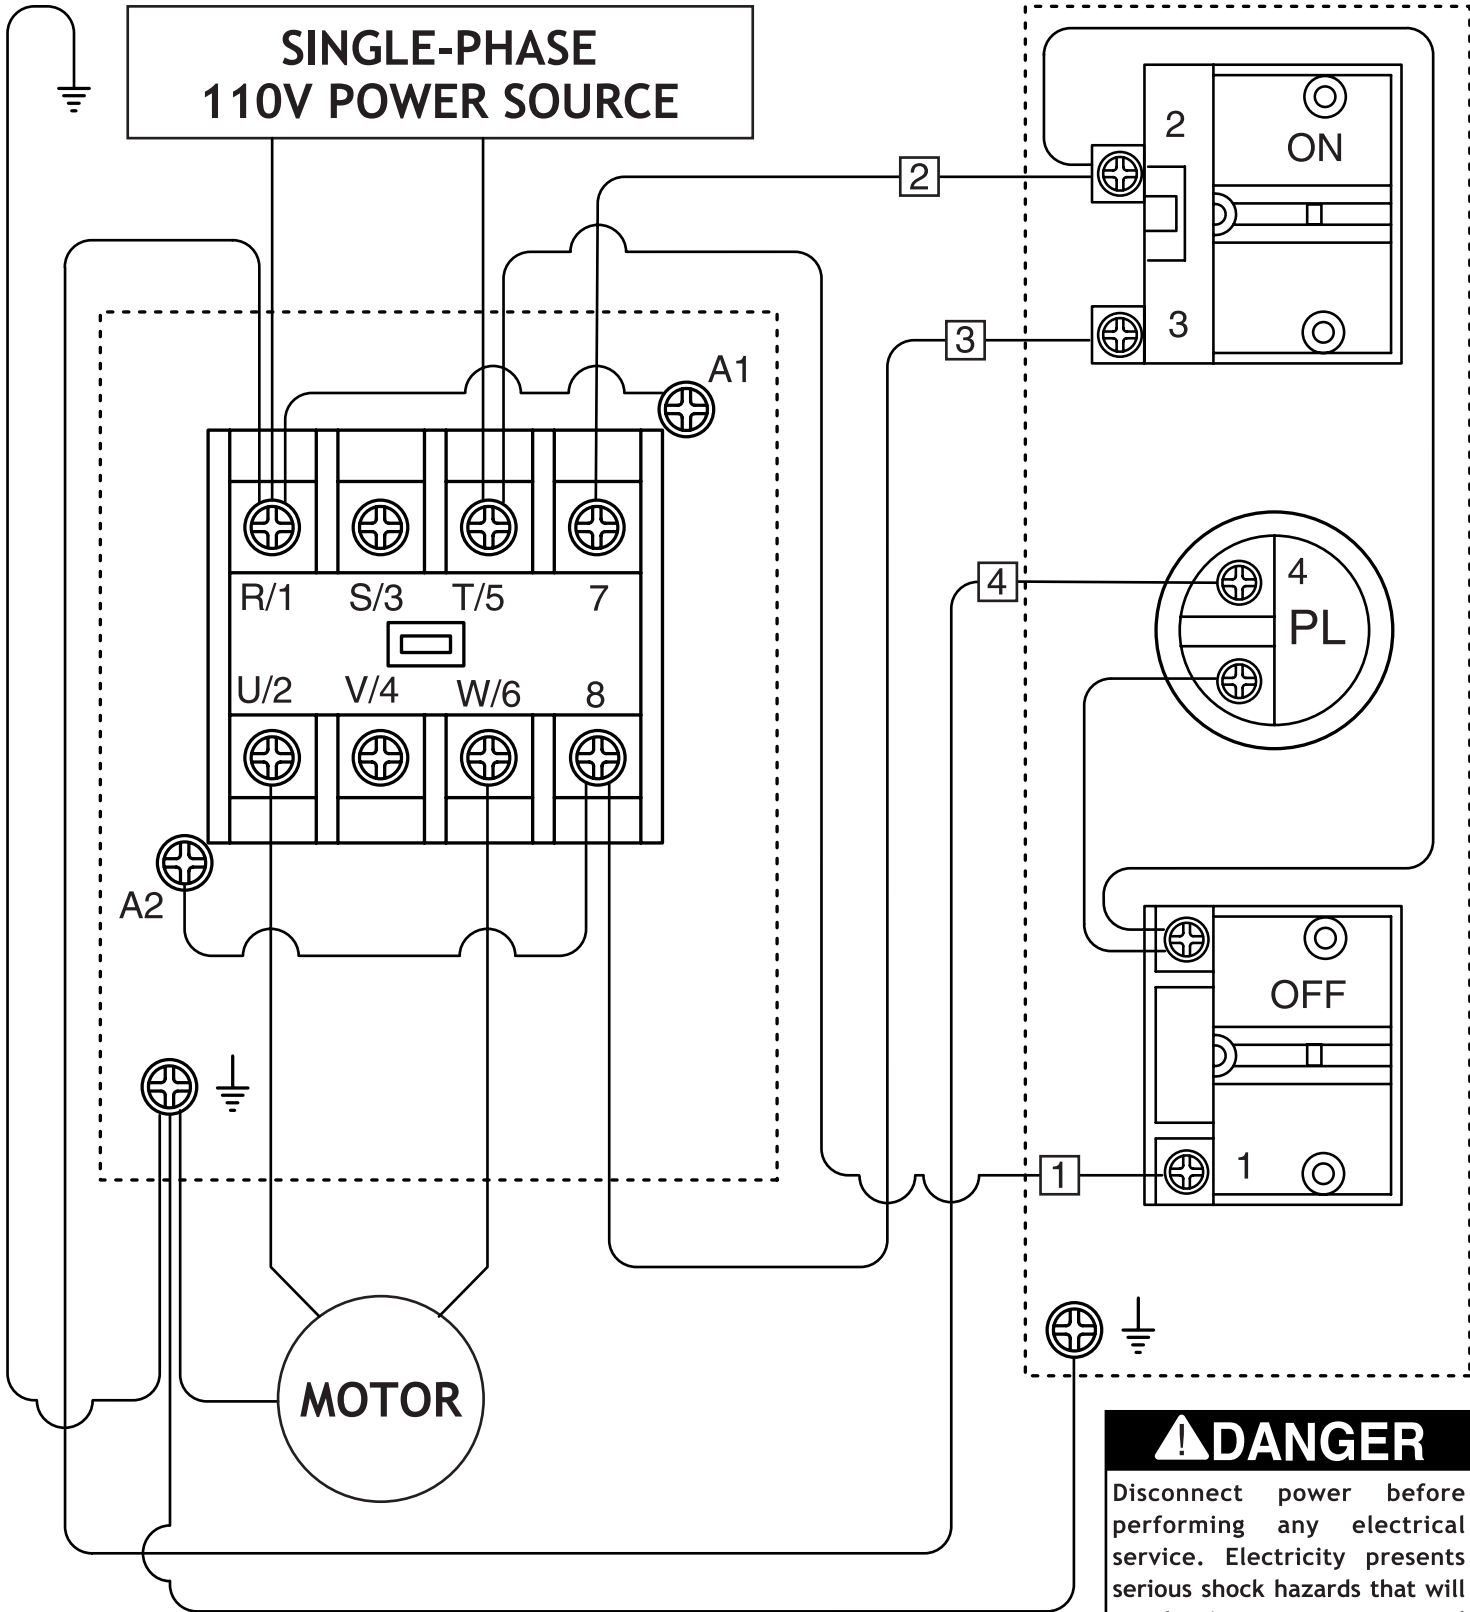 SINGLE-PHASE
110V POWER SOURCE
2
ON
2
3
3
A1
R/1 S/3 T/5 7
4
4
PL
U/2 V/4 W/6 8
A2
OFF
1
1
MOTOR
DANGER
Disconnect power before
performing any electrical
service. Electricity presents
serious shock hazards that will